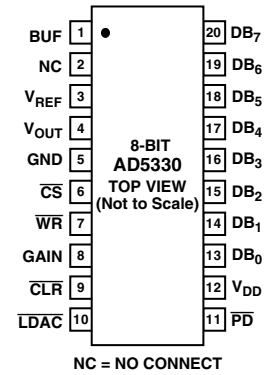 BUF 1 20 DB7
NC 2 19 DB6
VREF 3 18 DB5
VOUT 4 17 DB4
8-BIT
GND 5 16 DB3
AD5330
CS 6 15 DB2
TOP VIEW
(Not to Scale)
WR 7 14 DB1
GAIN 8 13 DB0
CLR 9 12 VDD
LDAC 10 11 PD
NC = NO CONNECT